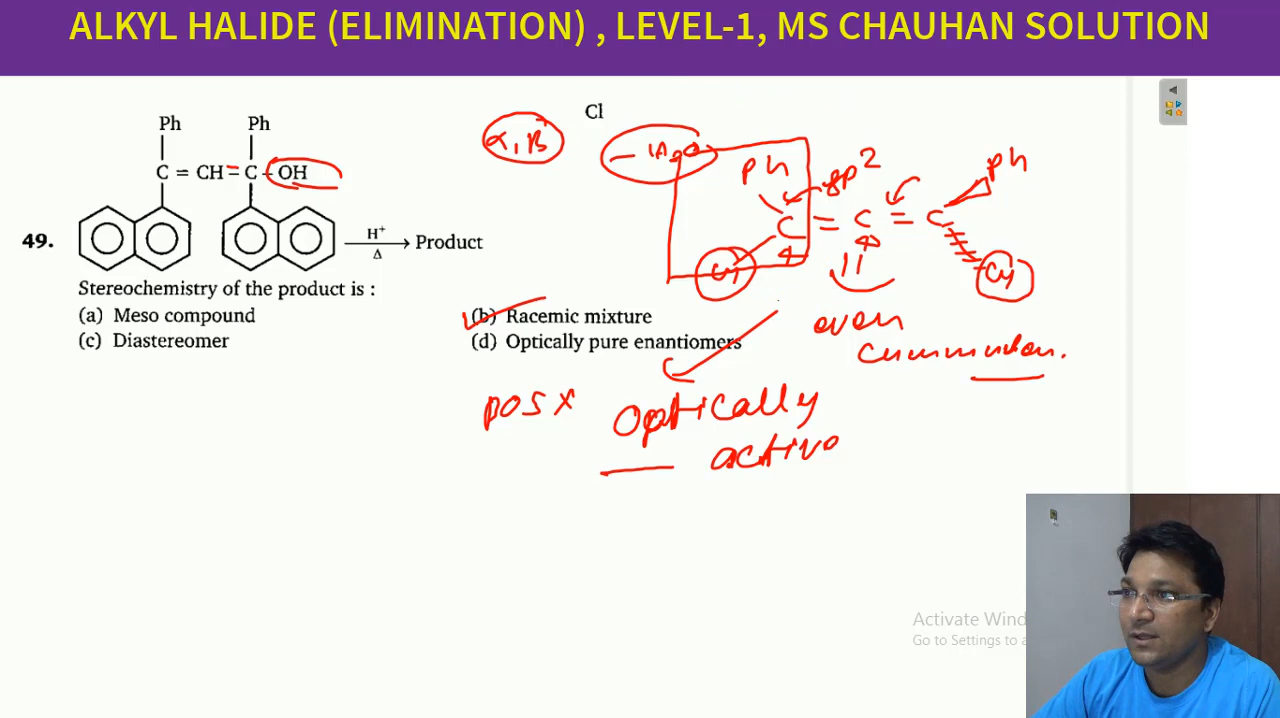 ALKYL HALIDE (ELIMINATION) , LEVEL-1, MS CHAUHAN SOLUTION
Ph Ph
C = CH – C – OH
49.
H⁺
Δ
Product
Stereochemistry of the product is :
(a) Meso compound
(b) Racemic mixture
(c) Diastereomer
(d) Optically pure enantiomers
Cl
α, β
ph
sp2
ph
C = C = C
even
POS X
Optically
active
Activate Wind
Go to Settings to a